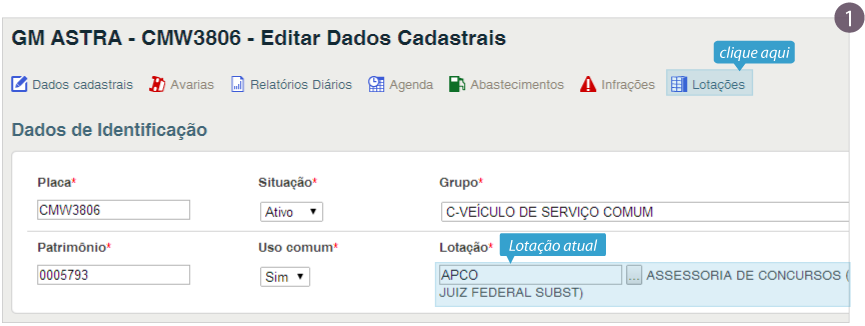 1
GM ASTRA - CMW3806 - Editar Dados Cadastrais
clique aqui
Dados cadastrais Avarias Relatórios Diários Agenda Abastecimentos Infrações Lotações
Dados de Identificação
Placa* Situação* Grupo*
CMW3806 Ativo C-VEÍCULO DE SERVIÇO COMUM
Patrimônio* Uso comum* Lotação* Lotação atual
0005793 Sim APCO ... ASSESSORIA DE CONCURSOS (
JUIZ FEDERAL SUBST)